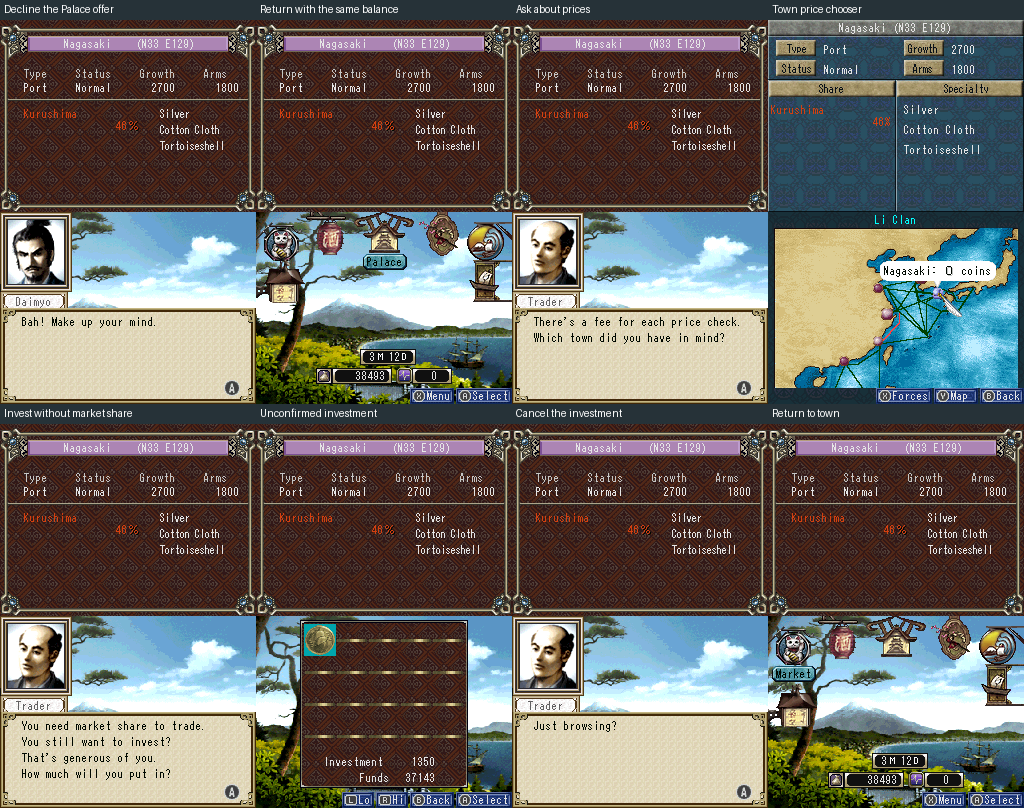 Decline the Palace offer
Nagasaki (N33 E129)
Type Status Growth Arms
Port Normal 2700 1800
Kurushima 46% Silver
Cotton Cloth
Tortoiseshell
Daimyo
Bah! Make up your mind.
A
Return with the same balance
Nagasaki (N33 E129)
Type Status Growth Arms
Port Normal 2700 1800
Kurushima 46% Silver
Cotton Cloth
Tortoiseshell
酒
Palace
3M 12D
38493 0
X Menu A Select
Ask about prices
Nagasaki (N33 E129)
Type Status Growth Arms
Port Normal 2700 1800
Kurushima 46% Silver
Cotton Cloth
Tortoiseshell
Trader
There's a fee for each price check.
Which town did you have in mind?
A
Town price chooser
Nagasaki (N33 E129)
Type Port Growth 2700
Status Normal Arms 1800
Share Specialty
Kurushima 46% Silver
Cotton Cloth
Tortoiseshell
Li Clan
Nagasaki: 0 coins
X Forces Y Map B Back
Invest without market share
Nagasaki (N33 E129)
Type Status Growth Arms
Port Normal 2700 1800
Kurushima 46% Silver
Cotton Cloth
Tortoiseshell
Trader
You need market share to trade.
You still want to invest?
That's generous of you.
How much will you put in?
A
Unconfirmed investment
Nagasaki (N33 E129)
Type Status Growth Arms
Port Normal 2700 1800
Kurushima 46% Silver
Cotton Cloth
Tortoiseshell
Investment 1350
Funds 37143
L Lo R Hi B Back A Select
Cancel the investment
Nagasaki (N33 E129)
Type Status Growth Arms
Port Normal 2700 1800
Kurushima 46% Silver
Cotton Cloth
Tortoiseshell
Trader
Just browsing?
A
Return to town
Nagasaki (N33 E129)
Type Status Growth Arms
Port Normal 2700 1800
Kurushima 46% Silver
Cotton Cloth
Tortoiseshell
酒
Market
3M 12D
38493 0
X Menu A Select